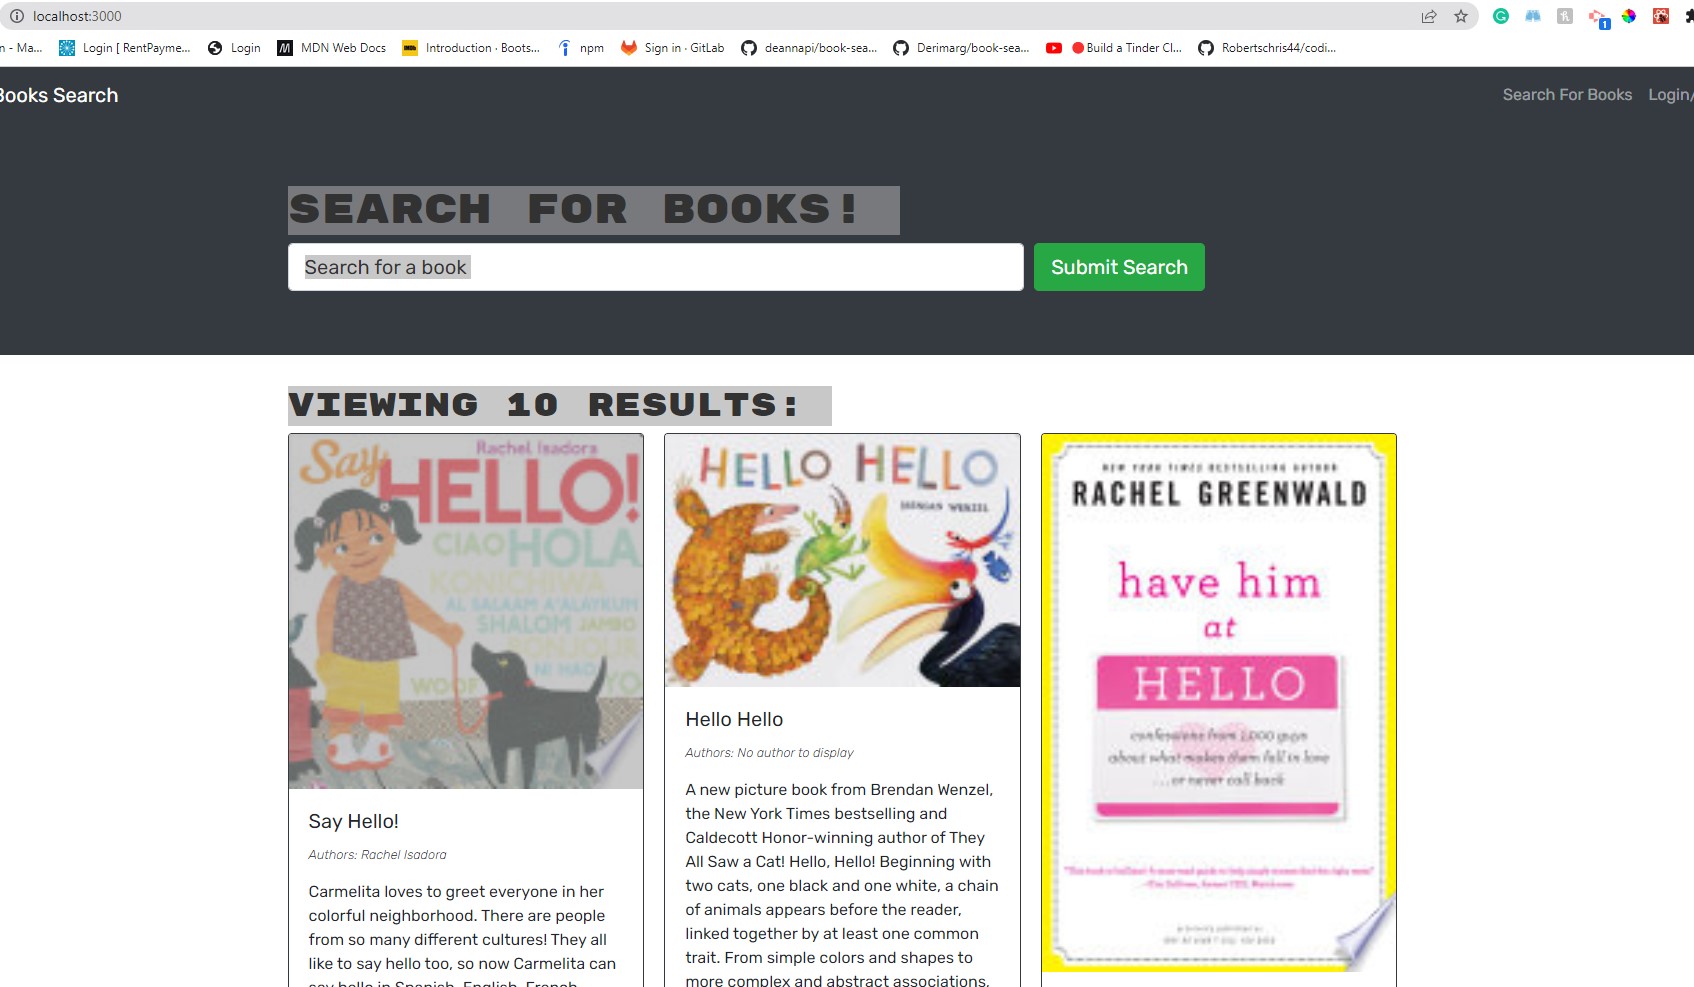 localhost:3000
n - Ma...
Login [ RentPayme...
Login
MDN Web Docs
Introduction · Boots...
npm
Sign in · GitLab
deannapi/book-sea...
Derimarg/book-sea...
Build a Tinder Cl...
Robertschris44/codi...
Books Search
Search For Books
Login/
SEARCH FOR BOOKS!
Search for a book
Submit Search
VIEWING 10 RESULTS:
Say
Rachel Isadora
HELLO!
CIAO HOLA
KONICHIWA
AL SALAAM A'ALAYKUM
SHALOM JAMBO
BONJOUR
NI HAO
WOOF YO
Say Hello!
Authors: Rachel Isadora
Carmelita loves to greet everyone in her
colorful neighborhood. There are people
from so many different cultures! They all
like to say hello too, so now Carmelita can
say hello in Spanish, English, French,
HELLO HELLO
BRENDAN WENZEL
Hello Hello
Authors: No author to display
A new picture book from Brendan Wenzel,
the New York Times bestselling and
Caldecott Honor-winning author of They
All Saw a Cat! Hello, Hello! Beginning with
two cats, one black and one white, a chain
of animals appears before the reader,
linked together by at least one common
trait. From simple colors and shapes to
more complex and abstract associations,
NEW YORK TIMES BESTSELLING AUTHOR
RACHEL GREENWALD
have him
at
HELLO
confessions from 1,000 guys
about what makes them fall in love
...or never call back